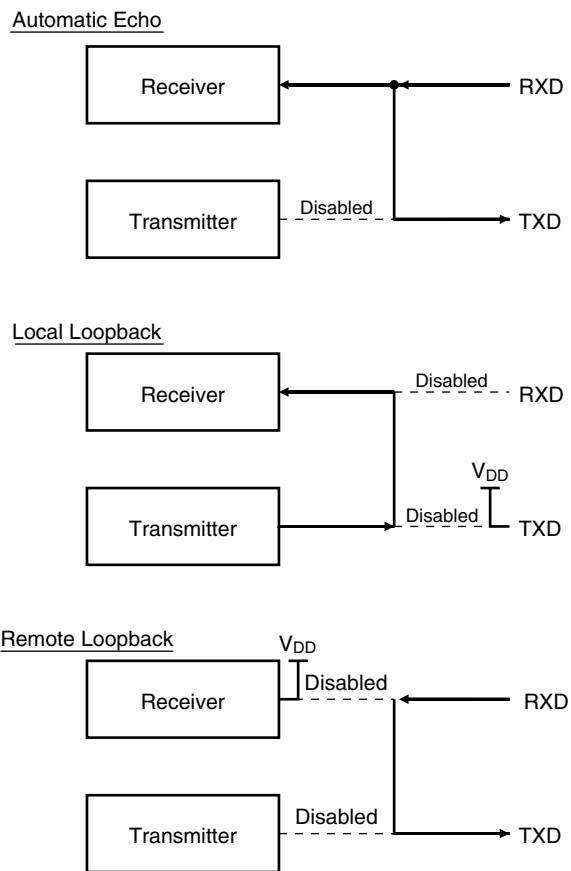 Automatic Echo
Receiver
RXD
Transmitter
Disabled
TXD
Local Loopback
Receiver
Disabled
RXD
VDD
Transmitter
Disabled
TXD
Remote Loopback
VDD
Receiver
Disabled
RXD
Transmitter
Disabled
TXD